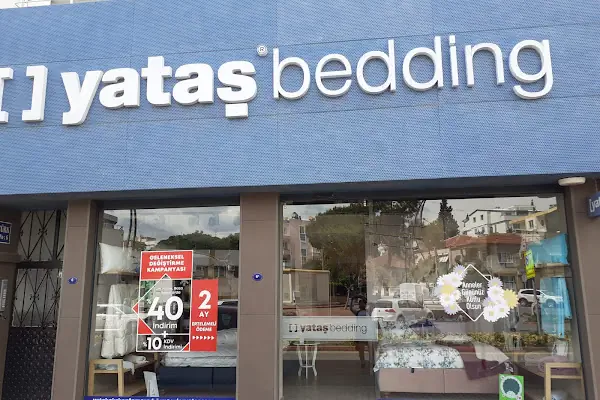 [ ] yataş® bedding
GELENEKSEL
DEĞİŞTİRME
KAMPANYASI
%40
İndirim
+
%10 KDV
İndirimi
2
AY
ERTELEMELİ
ÖDEME
[ ] yataş bedding
Anneler
Gününüz
Kutlu
Olsun